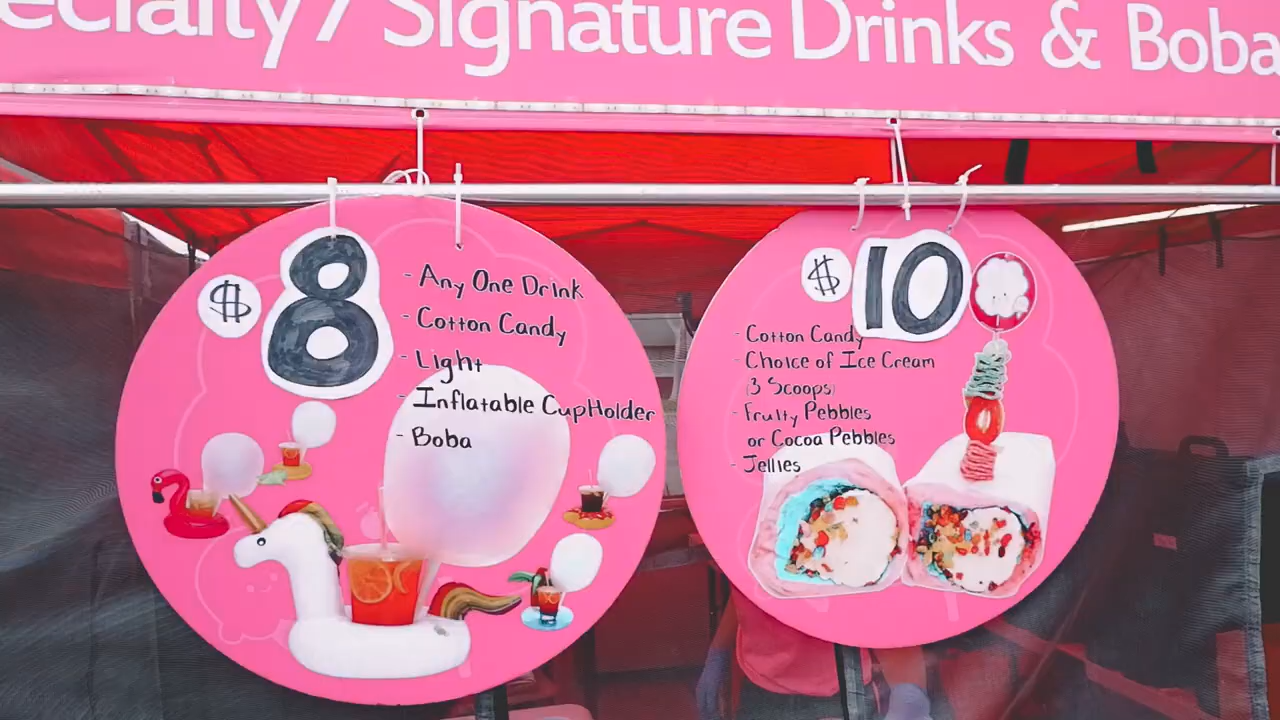 Signature Drinks & Boba
$8
- Any One Drink
- Cotton Candy
- Light
- Inflatable CupHolder
- Boba
$10
- Cotton Candy
- Choice of Ice Cream
(3 Scoops)
- Fruity Pebbles
or Cocoa Pebbles
- Jellies